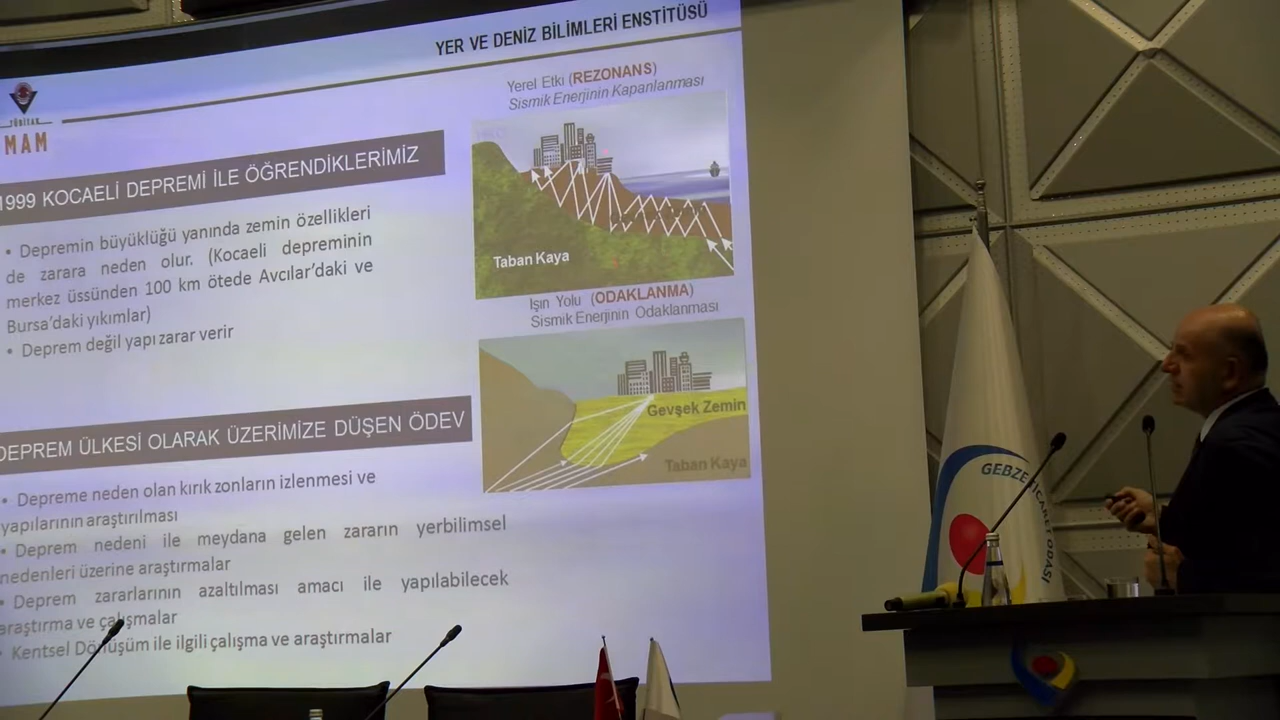 YER VE DENİZ BİLİMLERİ ENSTİTÜSÜ
TÜBİTAK
MAM
1999 KOCAELİ DEPREMİ İLE ÖĞRENDİKLERİMİZ
• Depremin büyüklüğü yanında zemin özellikleri
de zarara neden olur. (Kocaeli depreminin
merkez üssünden 100 km ötede Avcılar'daki ve
Bursa'daki yıkımlar)
• Deprem değil yapı zarar verir
Yerel Etki (REZONANS)
Sismik Enerjinin Kapanlanması
Taban Kaya
Işın Yolu (ODAKLANMA)
Sismik Enerjinin Odaklanması
Gevşek Zemin
Taban Kaya
DEPREM ÜLKESİ OLARAK ÜZERİMİZE DÜŞEN ÖDEV
• Depreme neden olan kırık zonların izlenmesi ve
yapılarının araştırılması
• Deprem nedeni ile meydana gelen zararın yerbilimsel
nedenleri üzerine araştırmalar
• Deprem zararlarının azaltılması amacı ile yapılabilecek
araştırma ve çalışmalar
• Kentsel Dönüşüm ile ilgili çalışma ve araştırmalar
GEBZE TİCARET ODASI